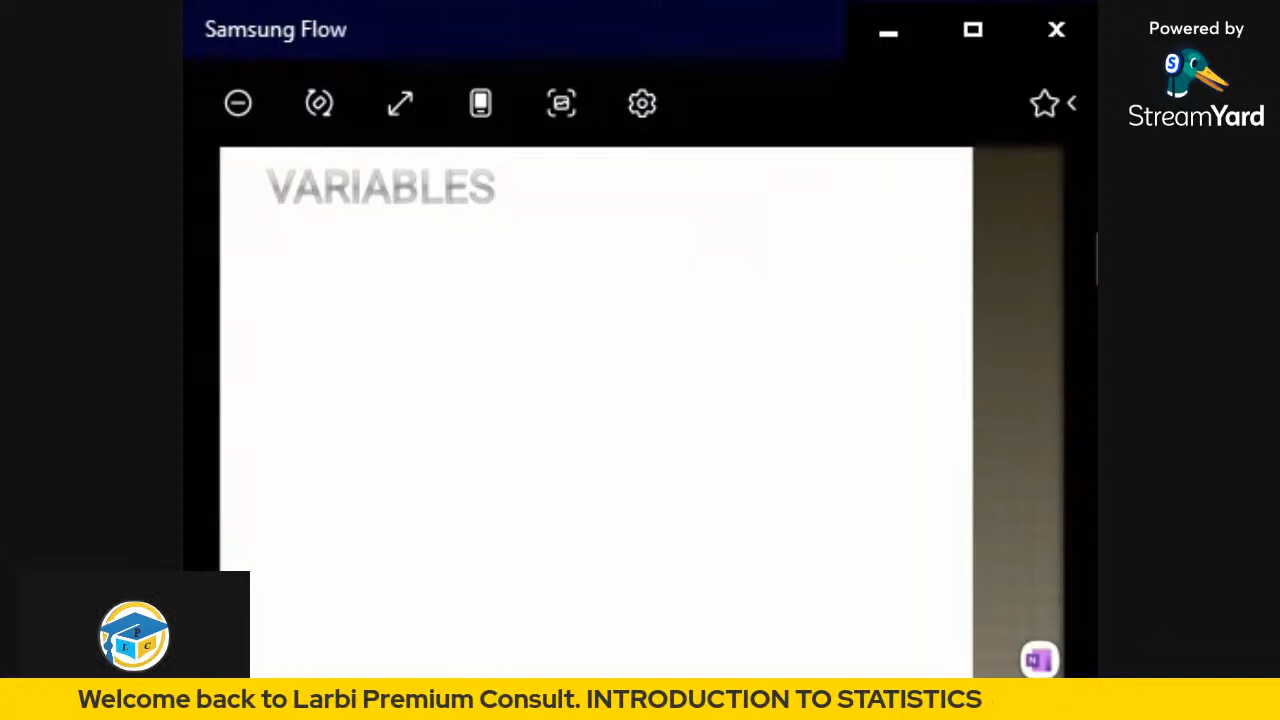 Samsung Flow
Powered by
S
StreamYard
VARIABLES
P
L C
N
Welcome back to Larbi Premium Consult. INTRODUCTION TO STATISTICS